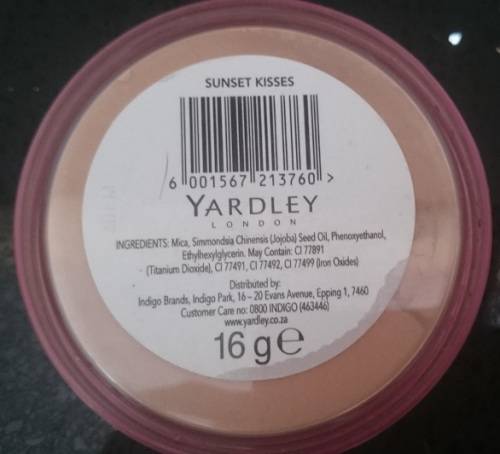 SUNSET KISSES
6 001567 213760 >
YARDLEY
LONDON
INGREDIENTS: Mica, Simmondsia Chinensis (Jojoba) Seed Oil, Phenoxyethanol,
Ethylhexylglycerin. May Contain: CI 77891
(Titanium Dioxide), CI 77491, CI 77492, CI 77499 (Iron Oxides)
Distributed by:
Indigo Brands, Indigo Park, 16 – 20 Evans Avenue, Epping 1, 7460
Customer Care no: 0800 INDIGO (463446)
www.yardley.co.za
16 g℮